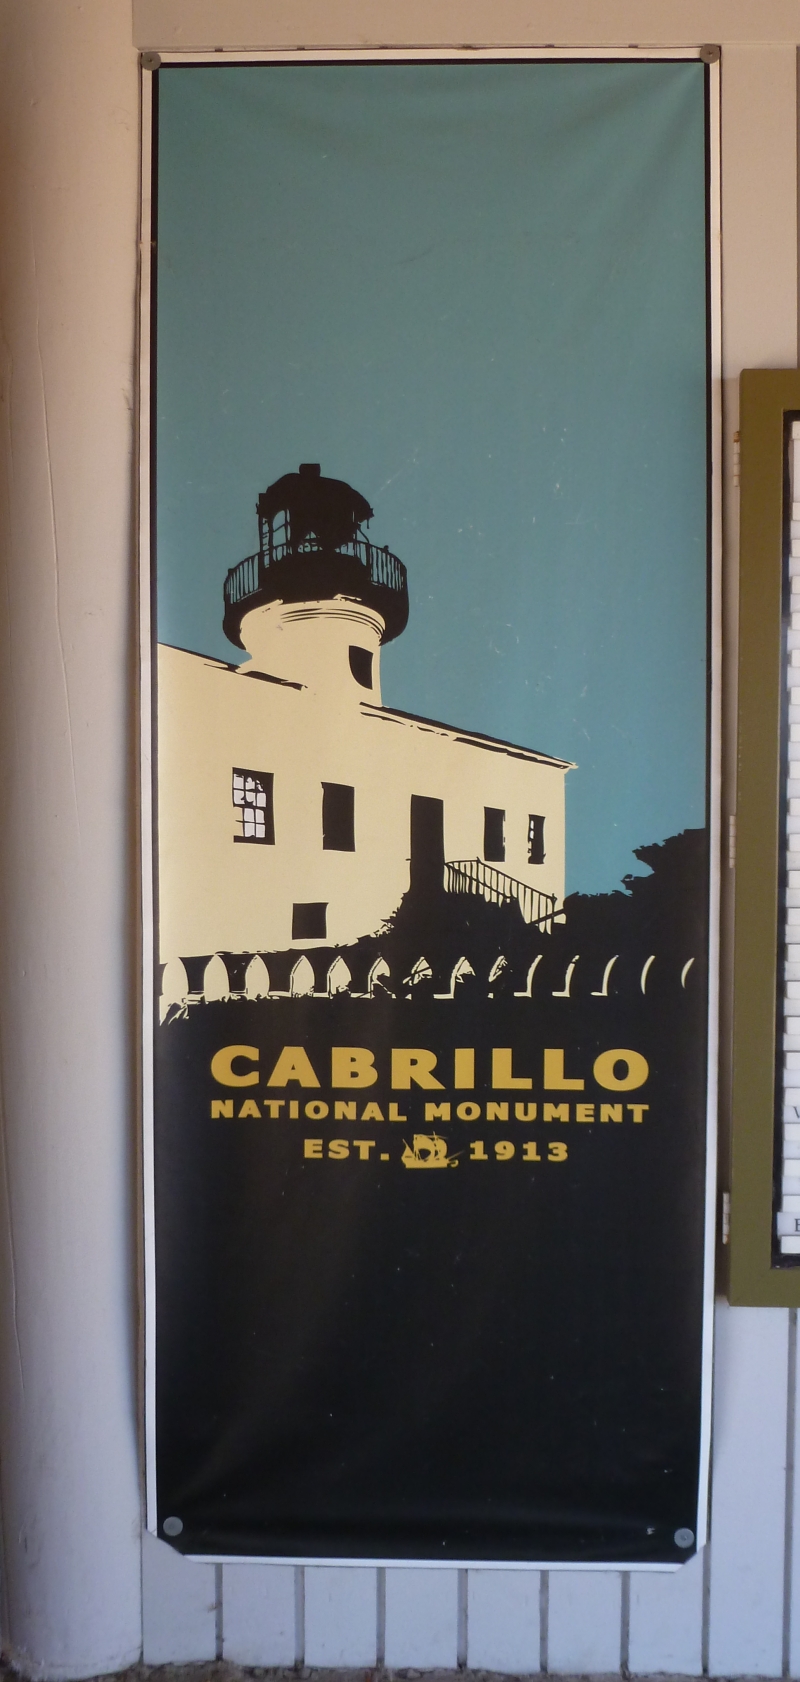 CABRILLO
NATIONAL MONUMENT
EST. 1913